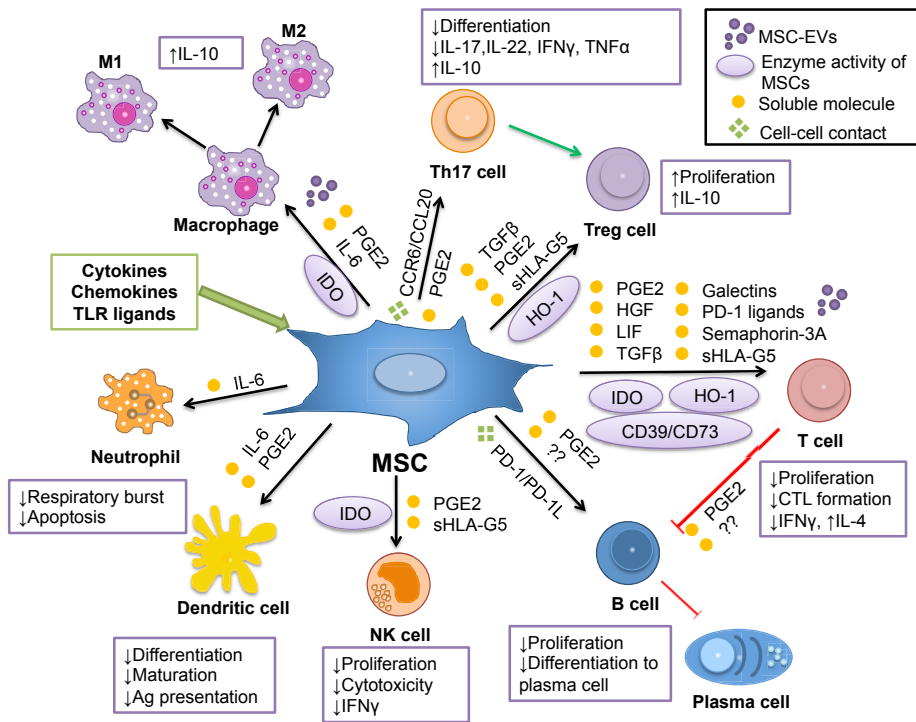 M1
M2
↑IL-10
Macrophage
↓Differentiation
↓IL-17,IL-22, IFNγ, TNFα
↑IL-10
Th17 cell
MSC-EVs
Enzyme activity of
MSCs
Soluble molecule
Cell-cell contact
Treg cell
↑Proliferation
↑IL-10
PGE2
IL-6
IDO
CCR6/CCL20
PGE2
TGFβ
PGE2
sHLA-G5
HO-1
Cytokines
Chemokines
TLR ligands
PGE2
HGF
LIF
TGFβ
Galectins
PD-1 ligands
Semaphorin-3A
sHLA-G5
IDO
HO-1
CD39/CD73
T cell
↓Proliferation
↓CTL formation
↓IFNγ, ↑IL-4
IL-6
Neutrophil
↓Respiratory burst
↓Apoptosis
IL-6
PGE2
Dendritic cell
↓Differentiation
↓Maturation
↓Ag presentation
MSC
IDO
PGE2
sHLA-G5
NK cell
↓Proliferation
↓Cytotoxicity
↓IFNγ
PGE2
??
PD-1/PD-1L
B cell
↓Proliferation
↓Differentiation to
plasma cell
PGE2
??
Plasma cell